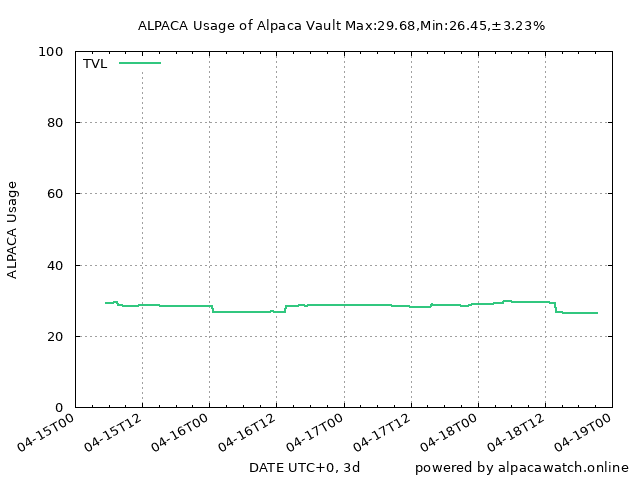 ALPACA Usage of Alpaca Vault Max:29.68,Min:26.45,±3.23%
TVL
100
80
60
40
20
0
ALPACA Usage
04-15T00
04-15T12
04-16T00
04-16T12
04-17T00
04-17T12
04-18T00
04-18T12
04-19T00
DATE UTC+0, 3d
powered by alpacawatch.online